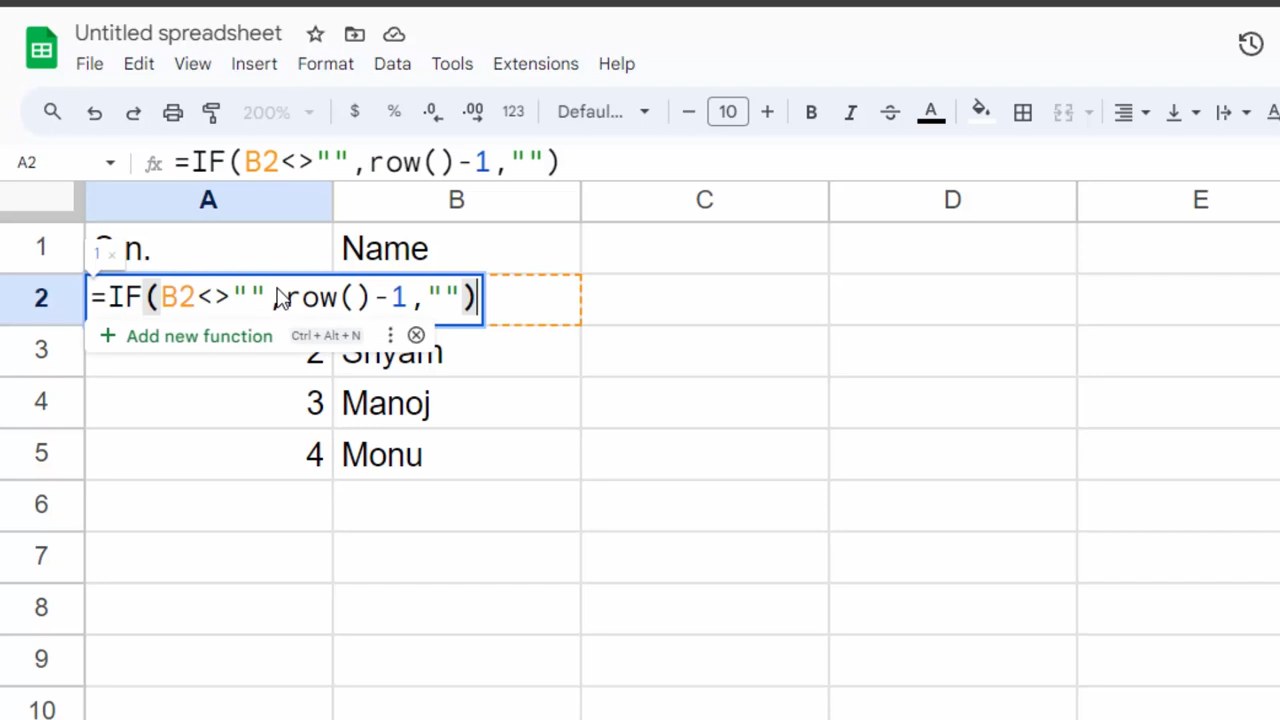 Untitled spreadsheet
File Edit View Insert Format Data Tools Extensions Help
200% $ % .0 .00 123 Defaul... − 10 + B I A
A2 fx =IF(B2<>"",row()-1,"")
A B C D E
1 n. Name
1 ×
2 =IF(B2<>"",row()-1,"")
+ Add new function Ctrl + Alt + N
3 2 Shyam
4 3 Manoj
5 4 Monu
6
7
8
9
10